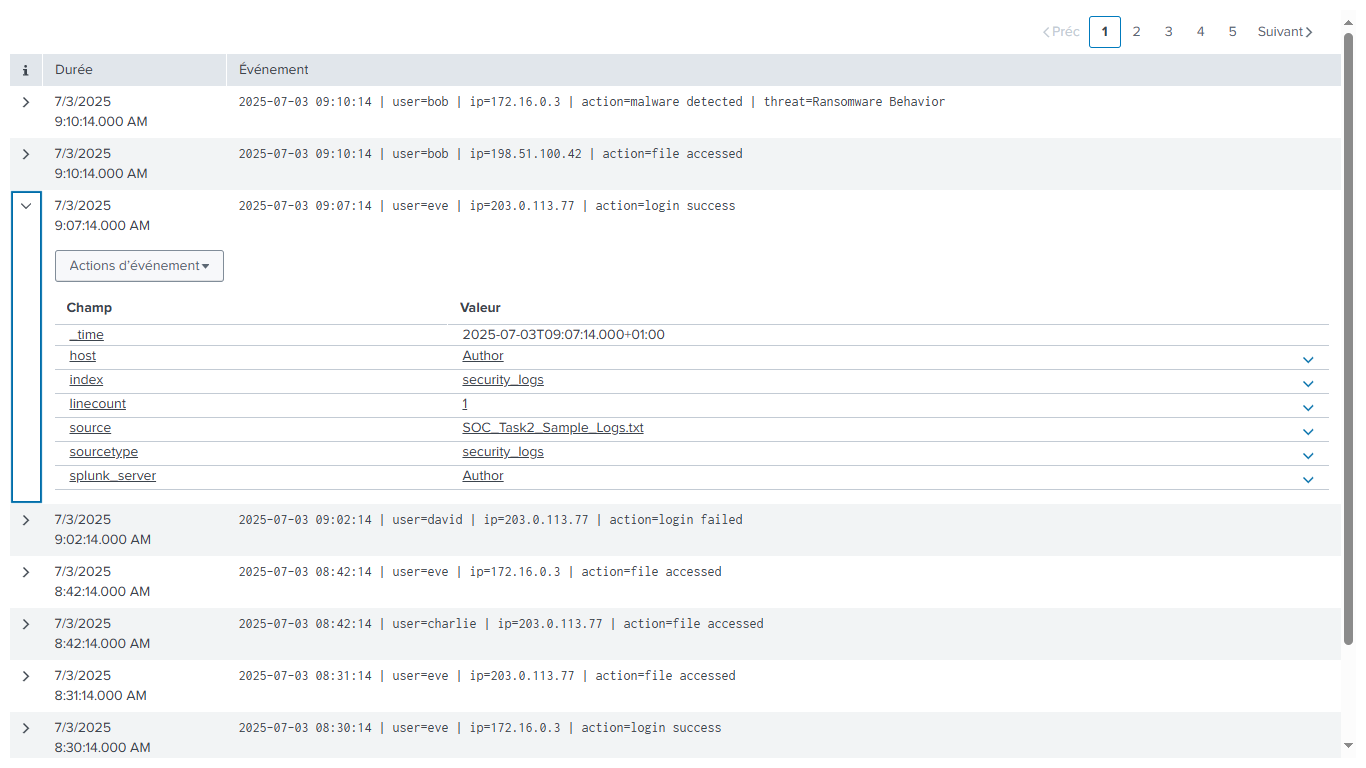 Préc 1 2 3 4 5 Suivant
i Durée Événement
7/3/2025 2025-07-03 09:10:14 | user=bob | ip=172.16.0.3 | action=malware detected | threat=Ransomware Behavior
9:10:14.000 AM
7/3/2025 2025-07-03 09:10:14 | user=bob | ip=198.51.100.42 | action=file accessed
9:10:14.000 AM
7/3/2025 2025-07-03 09:07:14 | user=eve | ip=203.0.113.77 | action=login success
9:07:14.000 AM
Actions d'événement
Champ Valeur
_time 2025-07-03T09:07:14.000+01:00
host Author
index security_logs
linecount 1
source SOC_Task2_Sample_Logs.txt
sourcetype security_logs
splunk_server Author
7/3/2025 2025-07-03 09:02:14 | user=david | ip=203.0.113.77 | action=login failed
9:02:14.000 AM
7/3/2025 2025-07-03 08:42:14 | user=eve | ip=172.16.0.3 | action=file accessed
8:42:14.000 AM
7/3/2025 2025-07-03 08:42:14 | user=charlie | ip=203.0.113.77 | action=file accessed
8:42:14.000 AM
7/3/2025 2025-07-03 08:31:14 | user=eve | ip=203.0.113.77 | action=file accessed
8:31:14.000 AM
7/3/2025 2025-07-03 08:30:14 | user=eve | ip=172.16.0.3 | action=login success
8:30:14.000 AM